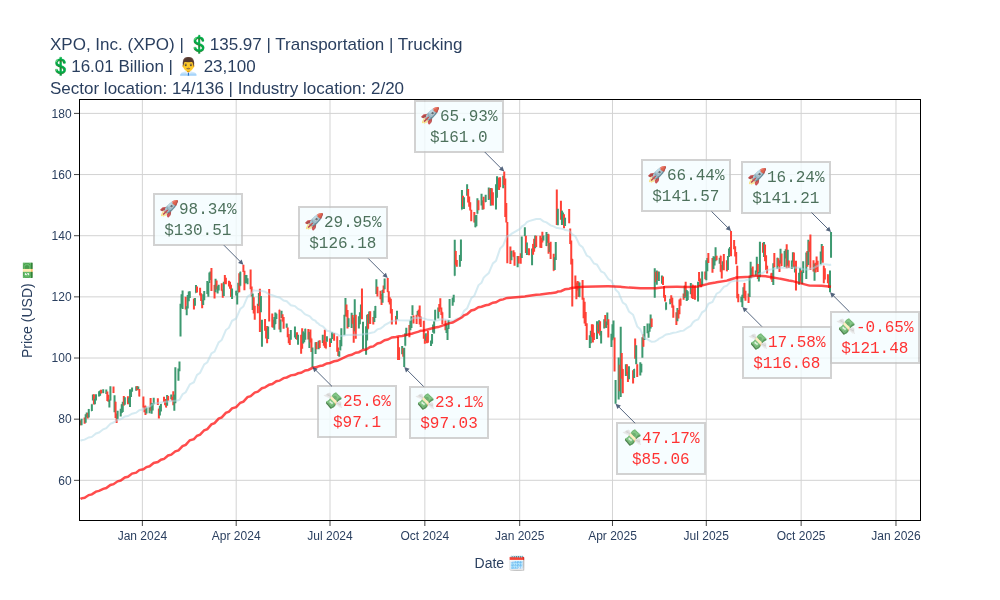 XPO, Inc. (XPO) | 💲135.97 | Transportation | Trucking
💲16.01 Billion | 👨‍💼 23,100
Sector location: 14/136 | Industry location: 2/20
180
160
140
120
100
80
60
Price (USD) 💵
🚀98.34%
$130.51
🚀29.95%
$126.18
🚀65.93%
$161.0
🚀66.44%
$141.57
🚀16.24%
$141.21
💸25.6%
$97.1
💸23.1%
$97.03
💸47.17%
$85.06
💸17.58%
$116.68
💸-0.65%
$121.48
Jan 2024
Apr 2024
Jul 2024
Oct 2024
Jan 2025
Apr 2025
Jul 2025
Oct 2025
Jan 2026
Date 🗓️